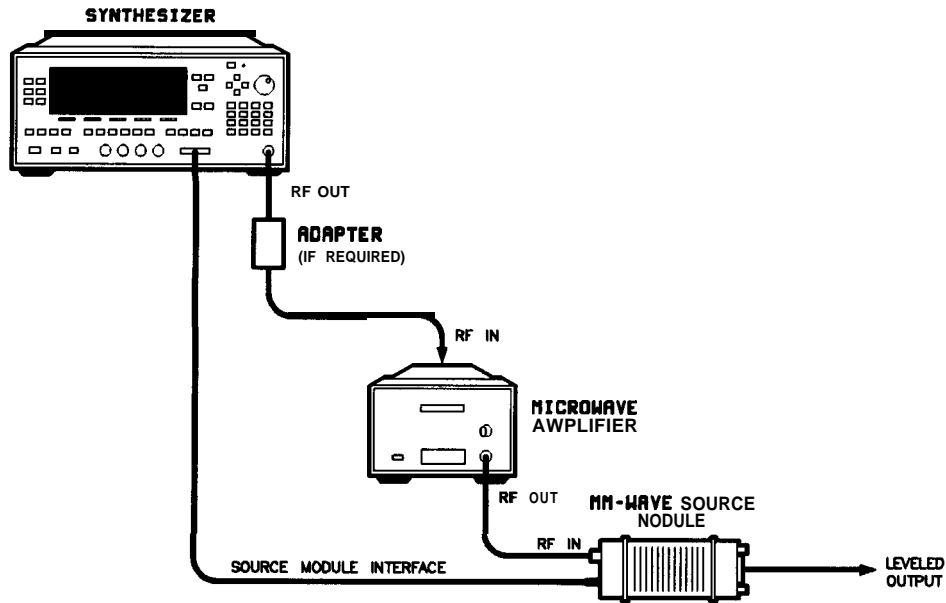 SYNTHESIZER
RF OUT
ADAPTER
(IF REQUIRED)
RF IN
MICROWAVE
AWPLIFIER
RF OUT
MM-WAVE SOURCE
NODULE
RF IN
SOURCE MODULE INTERFACE
LEVELED
OUTPUT